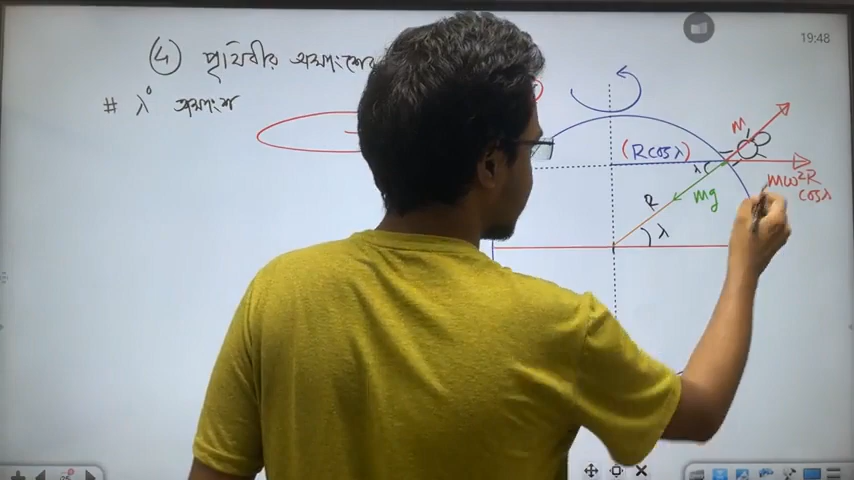 19:48
④ পৃথিবীর অক্ষাংশের
# λ° অক্ষাংশ
(Rcosλ)
m
λ
mω²R
cosλ
mg
R
λ